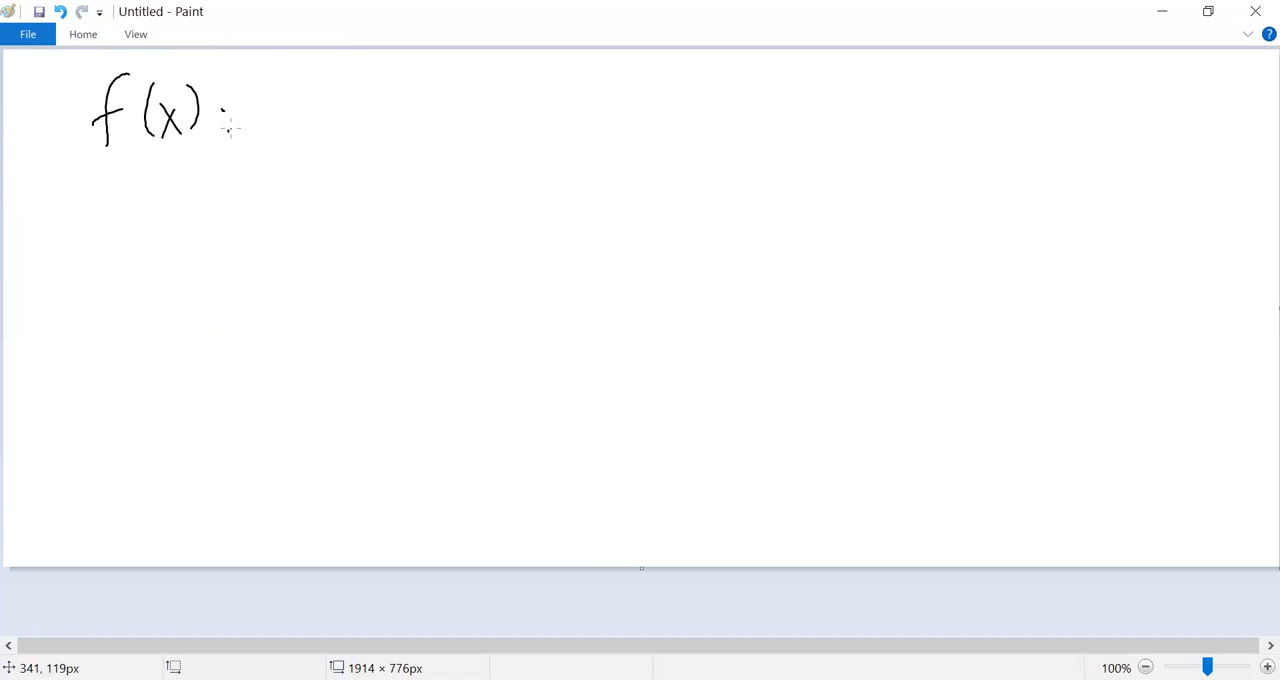 Untitled - Paint
File Home View
f(x) :
341, 119px 1914 × 776px 100%